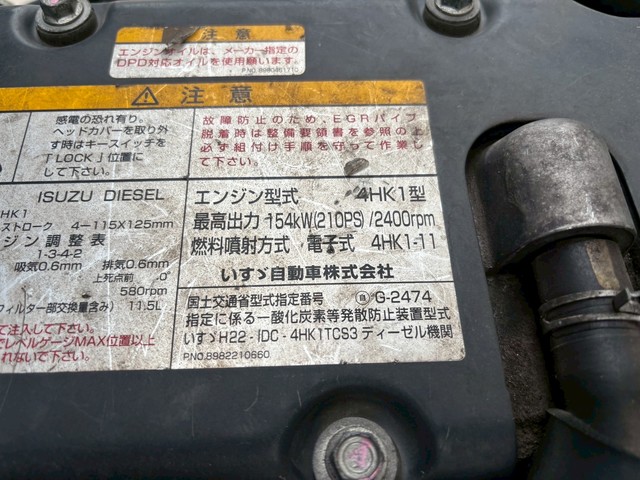 注意
エンジンオイルは、メーカー指定の
DPD対応オイルを使用願います。
注意
感電の恐れ有り。
ヘッドカバーを取り外
す時はキースイッチを
「LOCK」位置に
して下さい。
故障防止のため、EGRパイプ
脱着時は整備要領書を参照の上
必ず組付け手順を守って作業し
て下さい。
ISUZU DIESEL
HK1
ストローク 4-115X125mm
ジン調整表
1-3-4-2
吸気0.6mm 排気0.6mm
上死点前 0°
580rpm
フィルター部交換量含み) 11.5L
て注入して下さい。
でレベルゲージMAX位置以上
れないで下さい。
エンジン型式 4HK1型
最高出力 154kW(210PS)/2400rpm
燃料噴射方式 電子式 4HK1-11
いすゞ自動車株式会社
国土交通省型式指定番号 G-2474
指定に係る一酸化炭素等発散防止装置型式
いすゞH22-IDC-4HK1TCS3 ディーゼル機関
PNO.8982210660